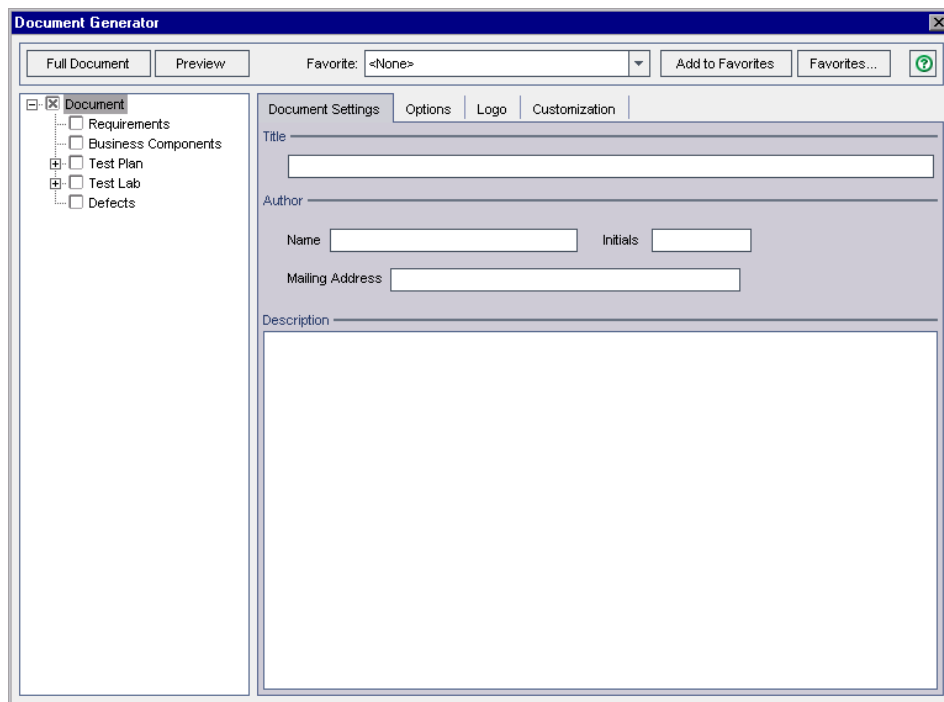 Document Generator
Full Document Preview Favorite: <None> Add to Favorites Favorites... ?
Document
Requirements
Business Components
Test Plan
Test Lab
Defects
Document Settings Options Logo Customization
Title
Author
Name Initials
Mailing Address
Description